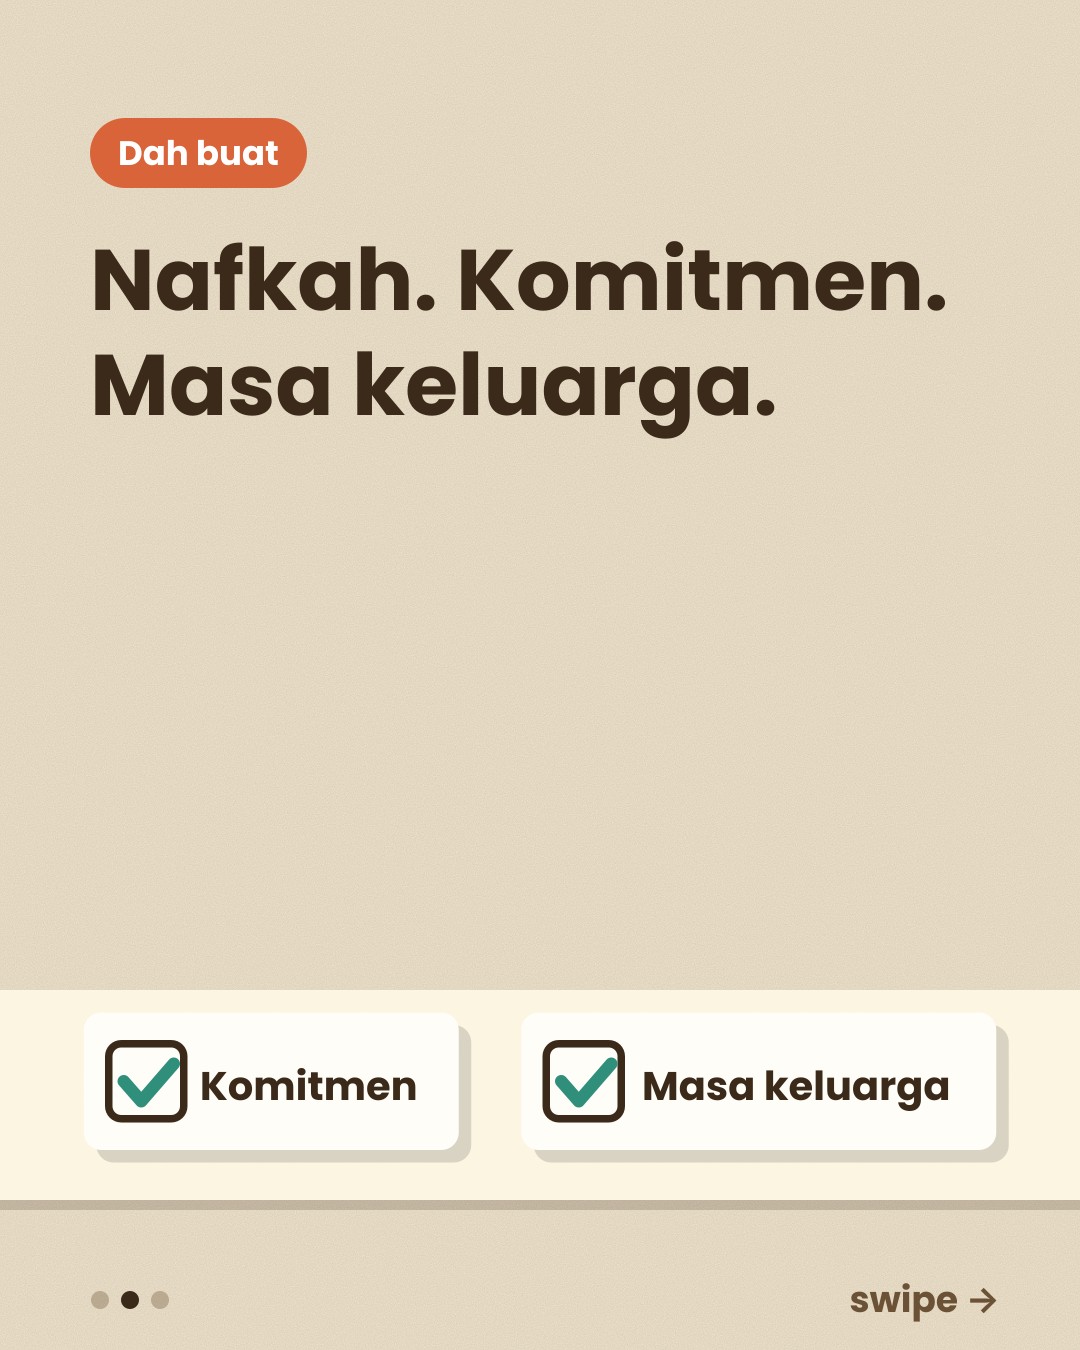 Dah buat
Nafkah. Komitmen.
Masa keluarga.
Komitmen
Masa keluarga
swipe →